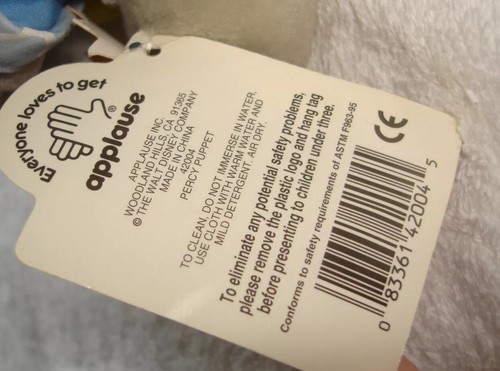 Everyone loves to get
®
applause
APPLAUSE INC.
WOODLAND HILLS, CA 91365
© THE WALT DISNEY COMPANY
MADE IN CHINA
42004
PERCY PUPPET
TO CLEAN, DO NOT IMMERSE IN WATER.
USE CLOTH WITH WARM WATER AND
MILD DETERGENT. AIR DRY.
To eliminate any potential safety problems,
please remove the plastic logo and hang tag
before presenting to children under three.
Conforms to safety requirements of ASTM F963-95
CE
0 83361 42004 5